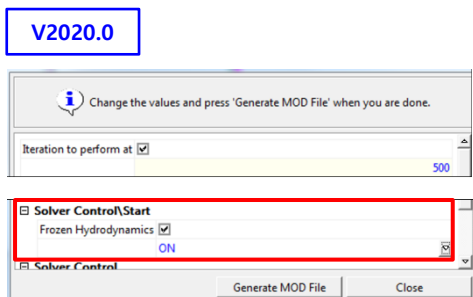 V2020.0
Change the values and press 'Generate MOD File' when you are done.
Iteration to perform at
500
Solver Control\Start
Frozen Hydrodynamics
ON
Solver Control
Generate MOD File Close